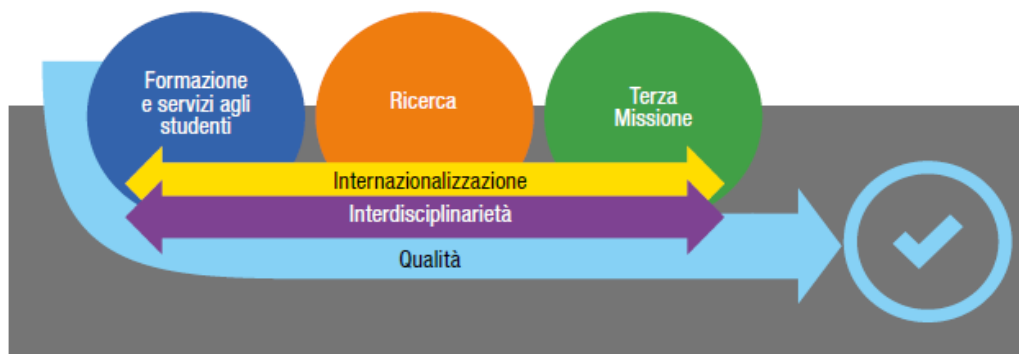 Formazione
e servizi agli
studenti
Ricerca
Terza
Missione
Internazionalizzazione
Interdisciplinarietà
Qualità